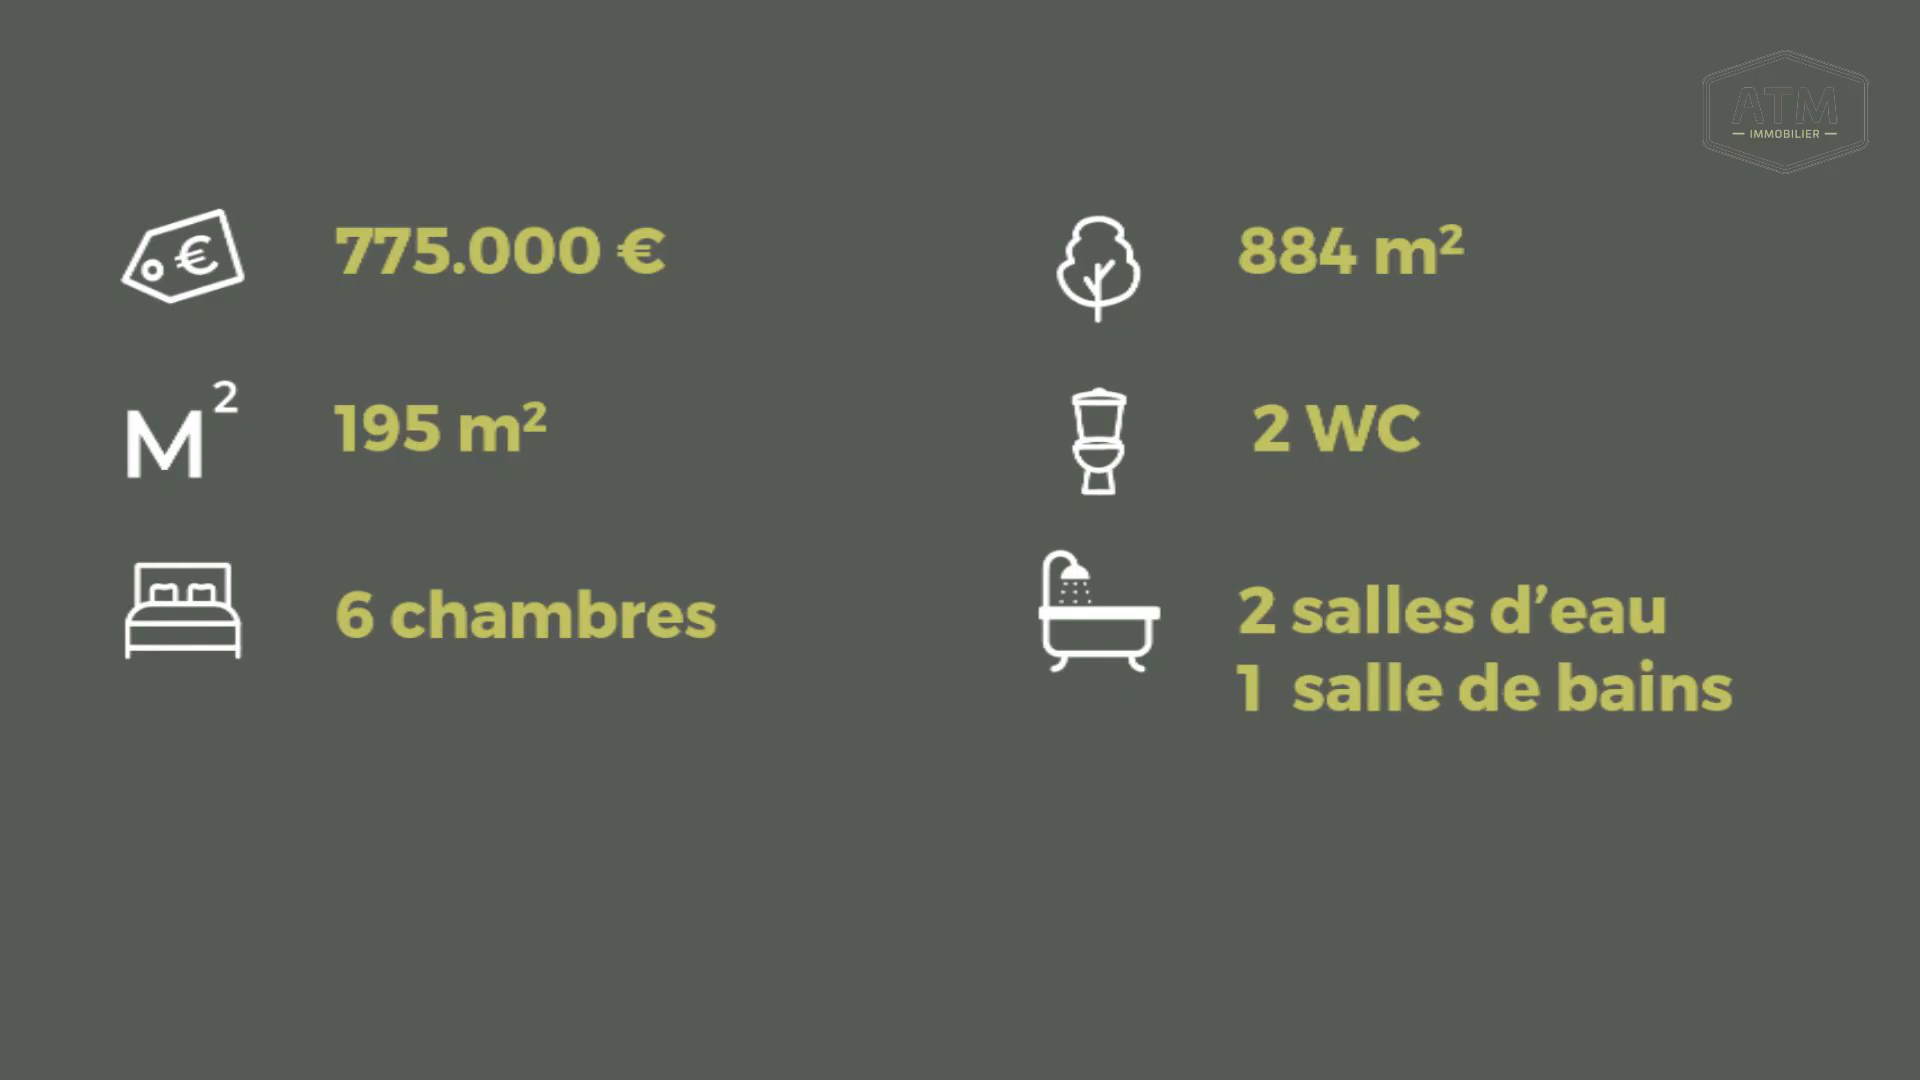 ATM
IMMOBILIER
€
775.000 €
884 m²
M²
195 m²
2 WC
6 chambres
2 salles d’eau
1 salle de bains